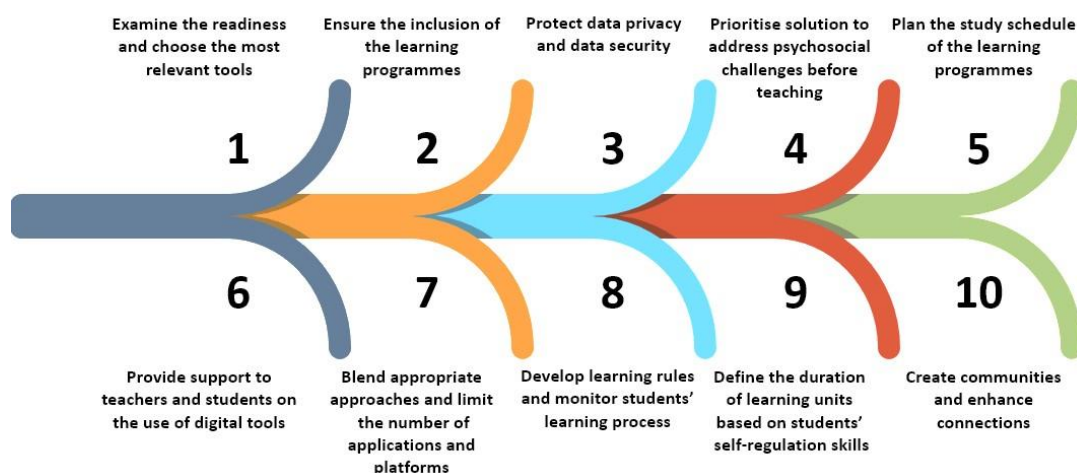 Examine the readiness
and choose the most
relevant tools
Ensure the inclusion of
the learning
programmes
Protect data privacy
and data security
Prioritise solution to
address psychosocial
challenges before
teaching
Plan the study schedule
of the learning
programmes
1
2
3
4
5
6
7
8
9
10
Provide support to
teachers and students on
the use of digital tools
Blend appropriate
approaches and limit
the number of
applications and
platforms
Develop learning rules
and monitor students’
learning process
Define the duration
of learning units
based on students’
self-regulation skills
Create communities
and enhance
connections